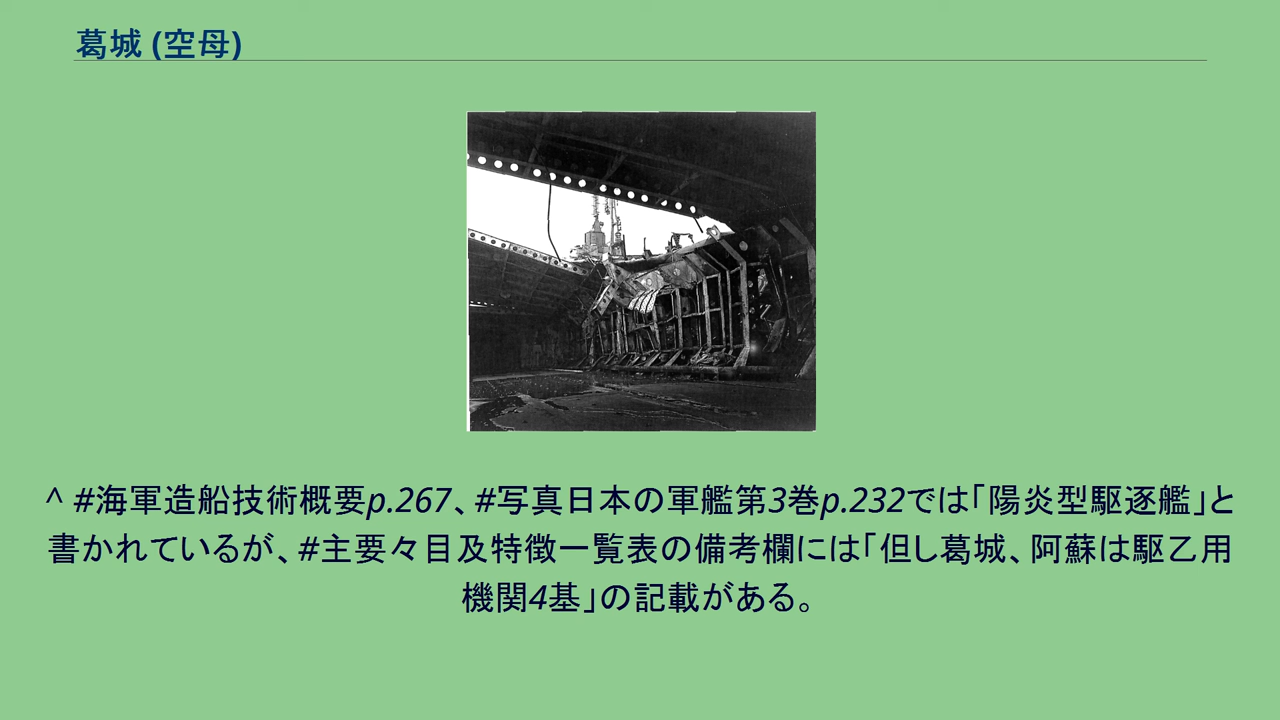 葛城 (空母)
^ #海軍造船技術概要p.267、#写真日本の軍艦第3巻p.232では「陽炎型駆逐艦」と
書かれているが、#主要々目及特徴一覧表の備考欄には「但し葛城、阿蘇は駆乙用
機関4基」の記載がある。